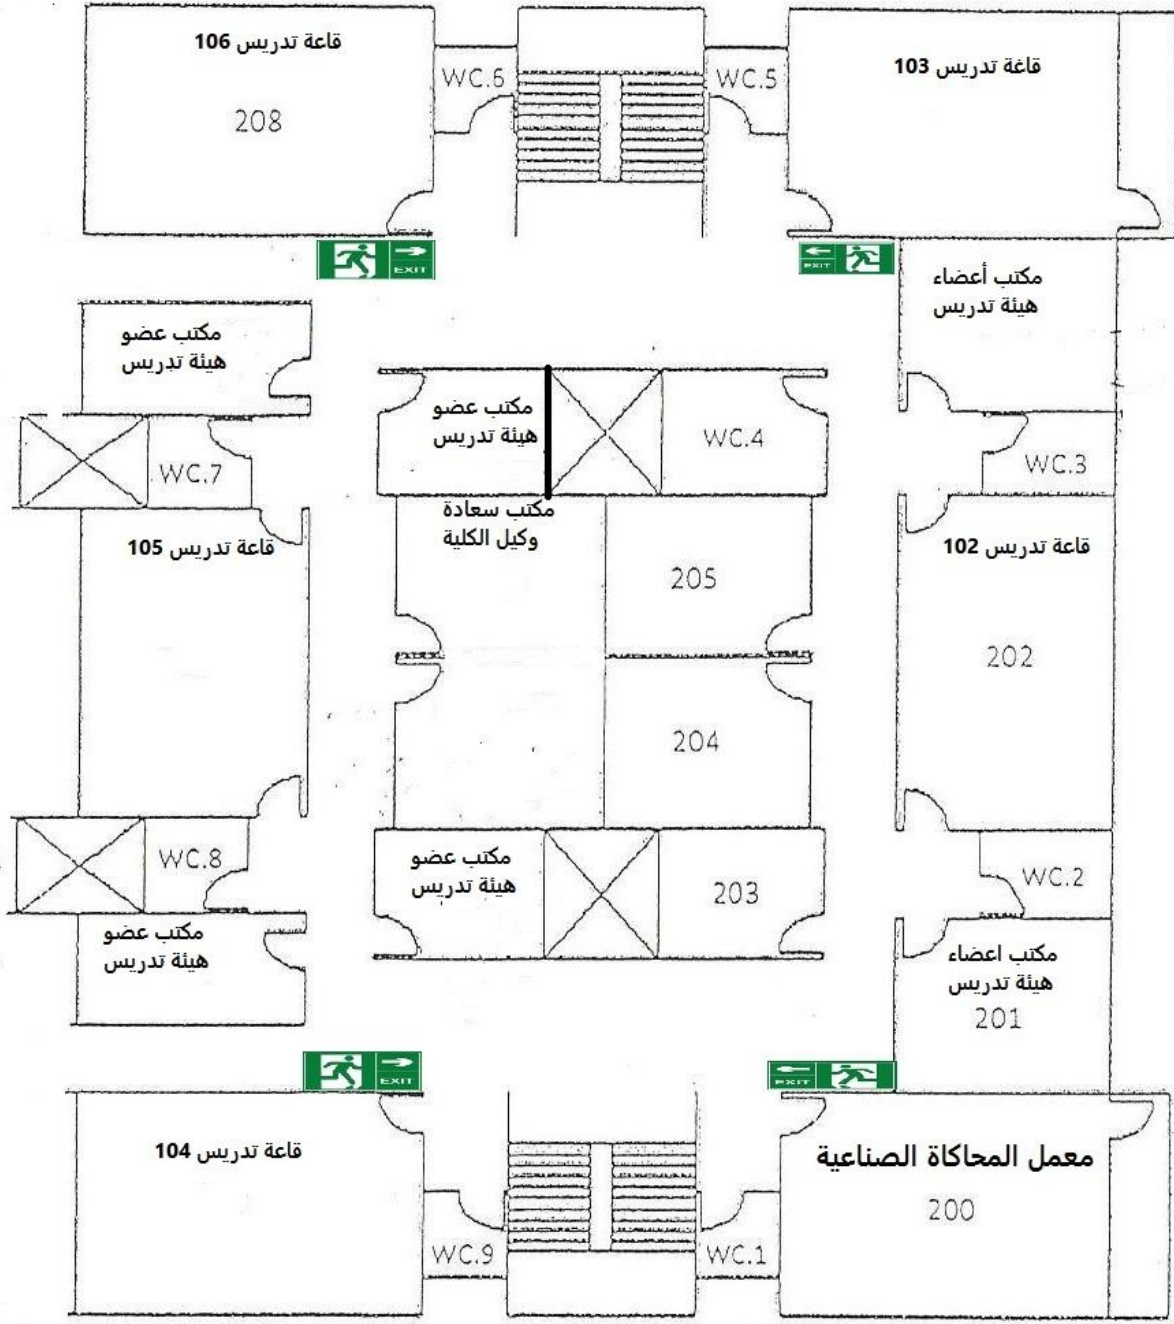 قاعة تدريس 106
208
WC.6
WC.5
قاغة تدريس 103
EXIT
EXIT
مكتب أعضاء
هيئة تدريس
مكتب عضو
هيئة تدريس
مكتب عضو
هيئة تدريس
WC.4
WC.3
WC.7
مكتب سعادة
وكيل الكلية
قاعة تدريس 105
قاعة تدريس 102
205
202
204
WC.8
مكتب عضو
هيئة تدريس
203
WC.2
مكتب عضو
هيئة تدريس
مكتب اعضاء
هيئة تدريس
201
EXIT
EXIT
قاعة تدريس 104
معمل المحاكاة الصناعية
200
WC.9
WC.1